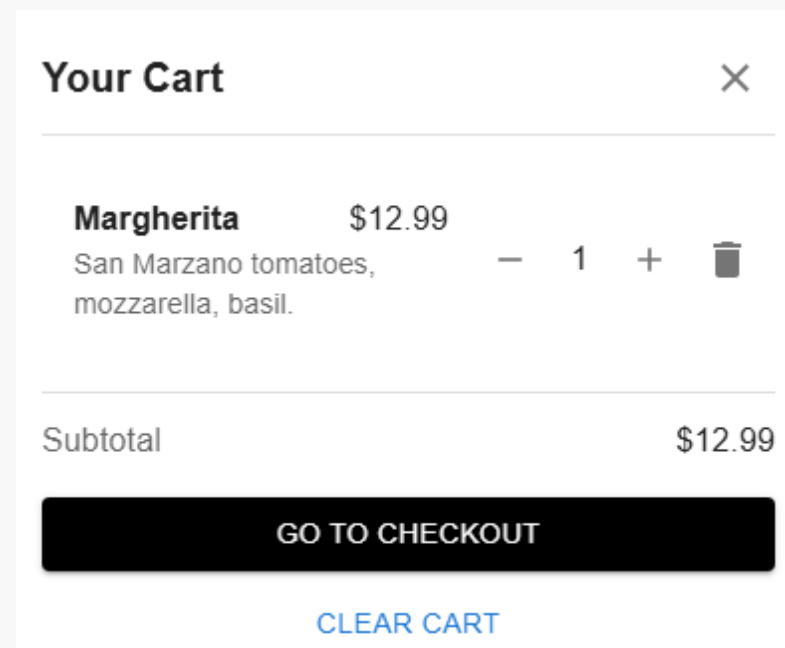 Your Cart
Margherita $12.99
San Marzano tomatoes,
mozzarella, basil.
1
Subtotal $12.99
GO TO CHECKOUT
CLEAR CART